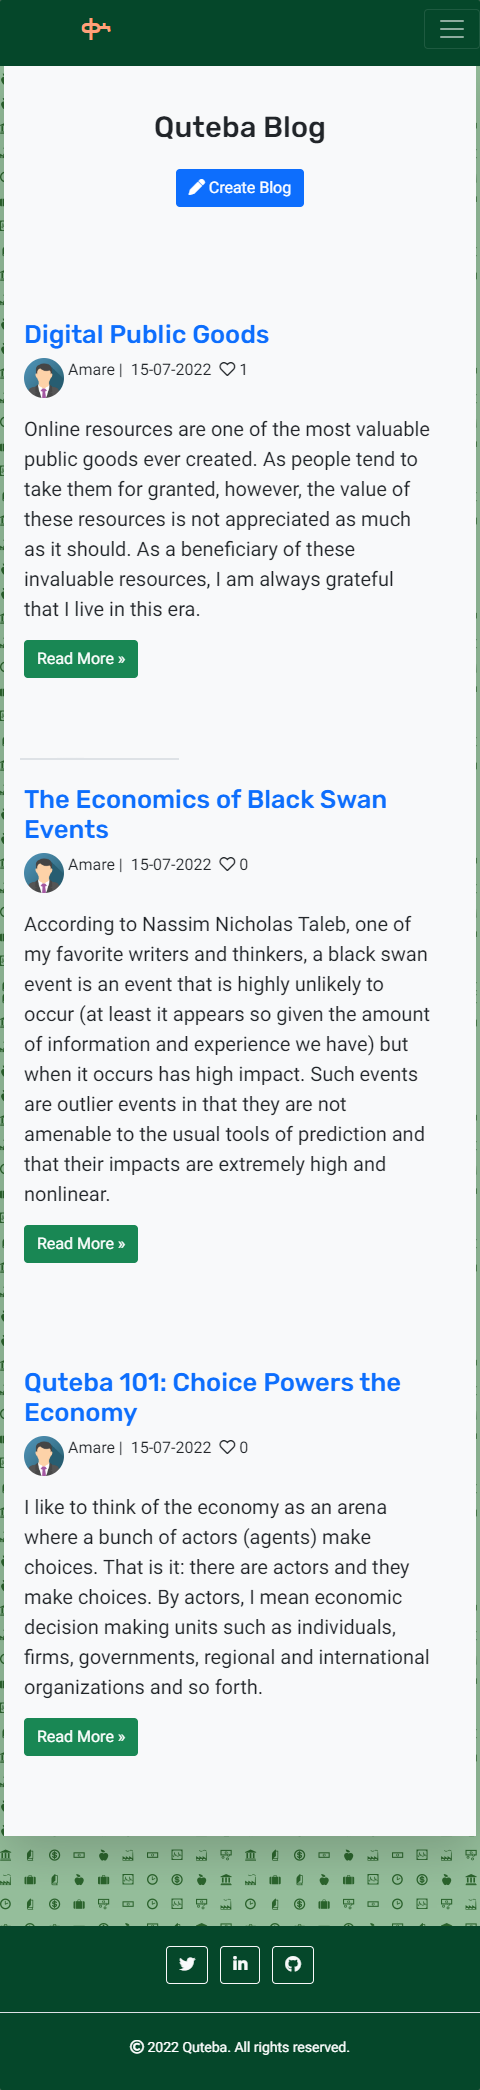 Quteba Blog
Create Blog
Digital Public Goods
Amare | 15-07-2022 1
Online resources are one of the most valuable
public goods ever created. As people tend to
take them for granted, however, the value of
these resources is not appreciated as much
as it should. As a beneficiary of these
invaluable resources, I am always grateful
that I live in this era.
Read More »
The Economics of Black Swan
Events
Amare | 15-07-2022 0
According to Nassim Nicholas Taleb, one of
my favorite writers and thinkers, a black swan
event is an event that is highly unlikely to
occur (at least it appears so given the amount
of information and experience we have) but
when it occurs has high impact. Such events
are outlier events in that they are not
amenable to the usual tools of prediction and
that their impacts are extremely high and
nonlinear.
Read More »
Quteba 101: Choice Powers the
Economy
Amare | 15-07-2022 0
I like to think of the economy as an arena
where a bunch of actors (agents) make
choices. That is it: there are actors and they
make choices. By actors, I mean economic
decision making units such as individuals,
firms, governments, regional and international
organizations and so forth.
Read More »
© 2022 Quteba. All rights reserved.